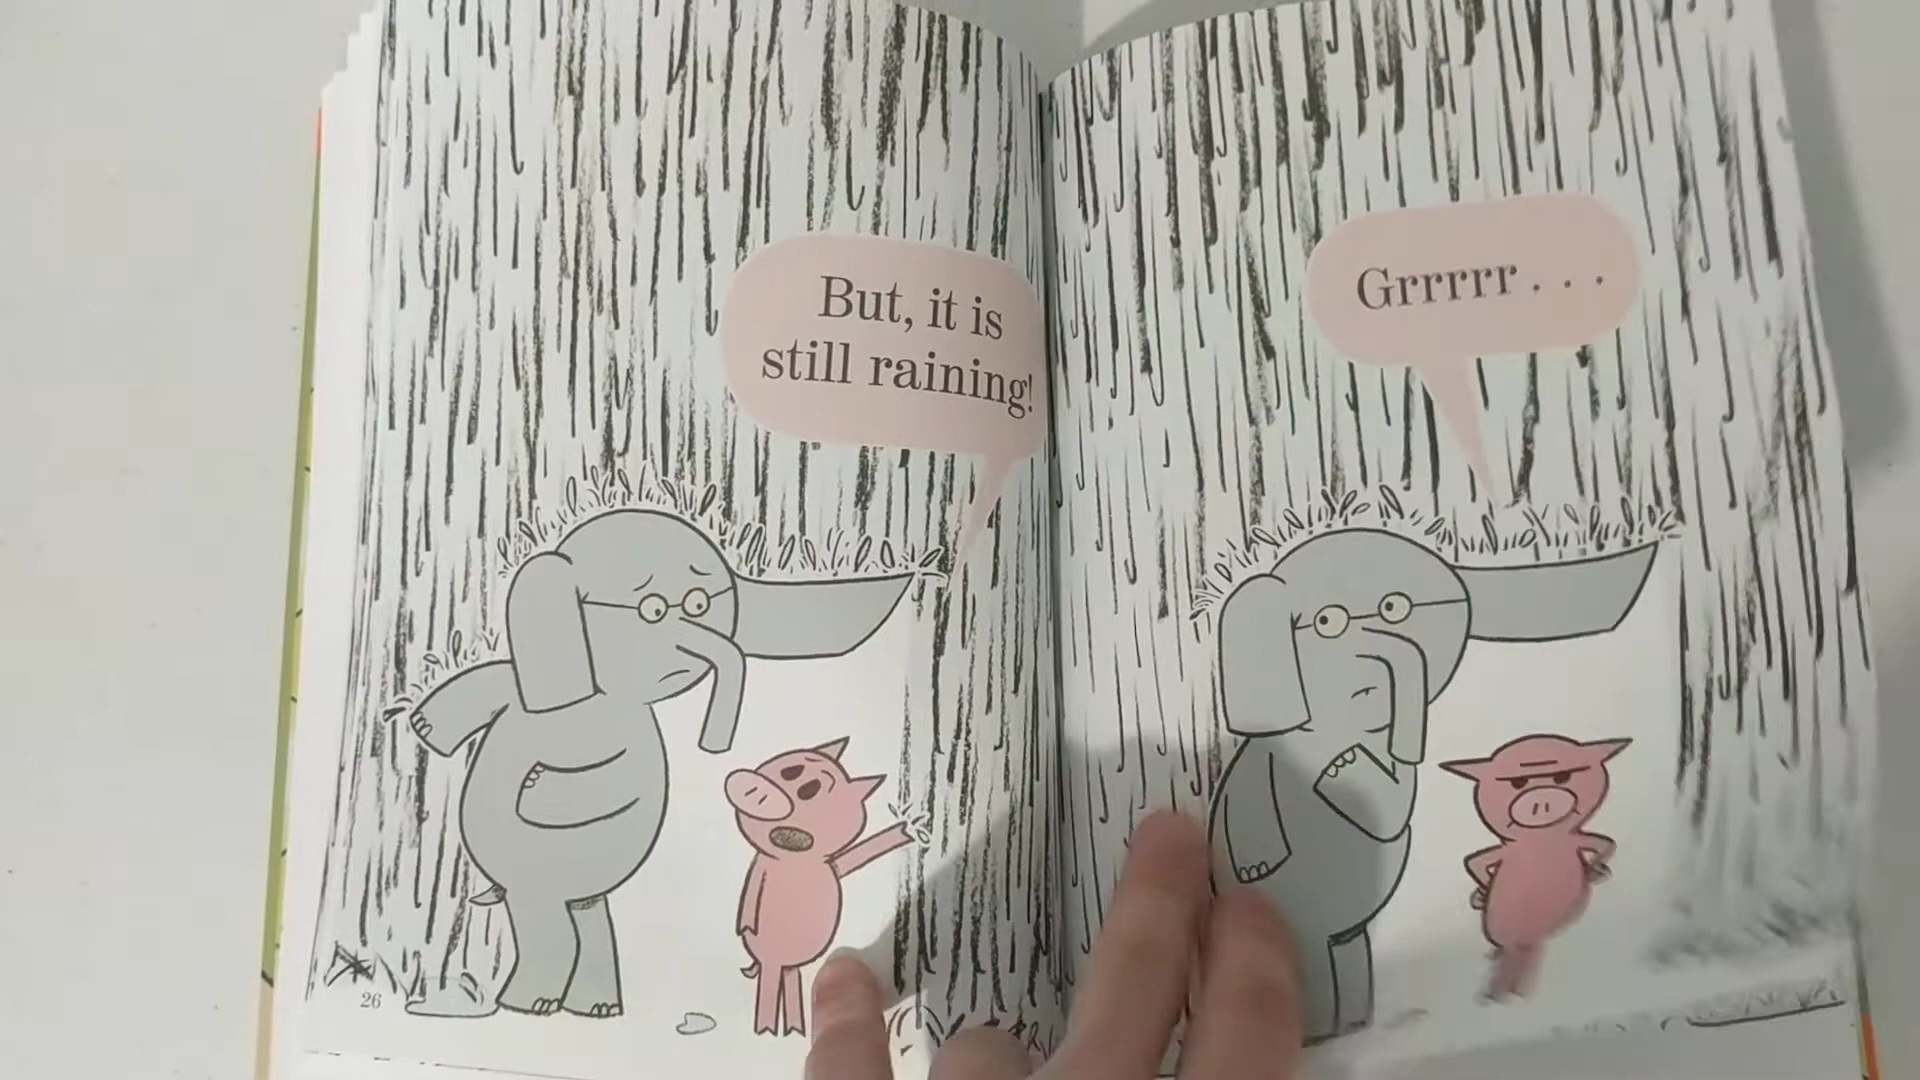 But, it is
still raining!
Grrrrr . . .
26